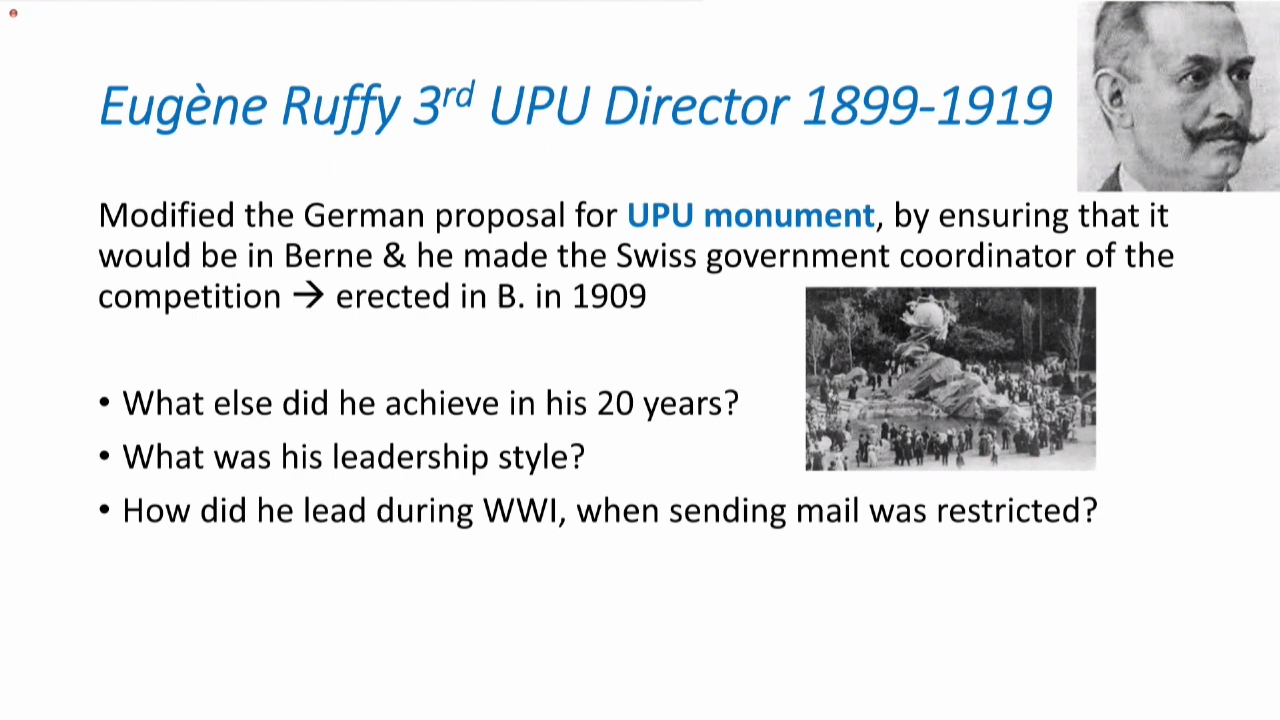 Eugène Ruffy 3rd UPU Director 1899-1919
Modified the German proposal for UPU monument, by ensuring that it
would be in Berne & he made the Swiss government coordinator of the
competition → erected in B. in 1909
• What else did he achieve in his 20 years?
• What was his leadership style?
• How did he lead during WWI, when sending mail was restricted?